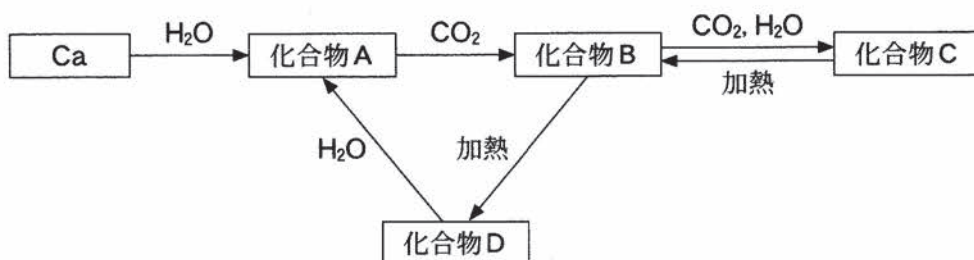 H₂O
CO₂
CO₂, H₂O
Ca
化合物A
化合物B
化合物C
加熱
H₂O
加熱
化合物D